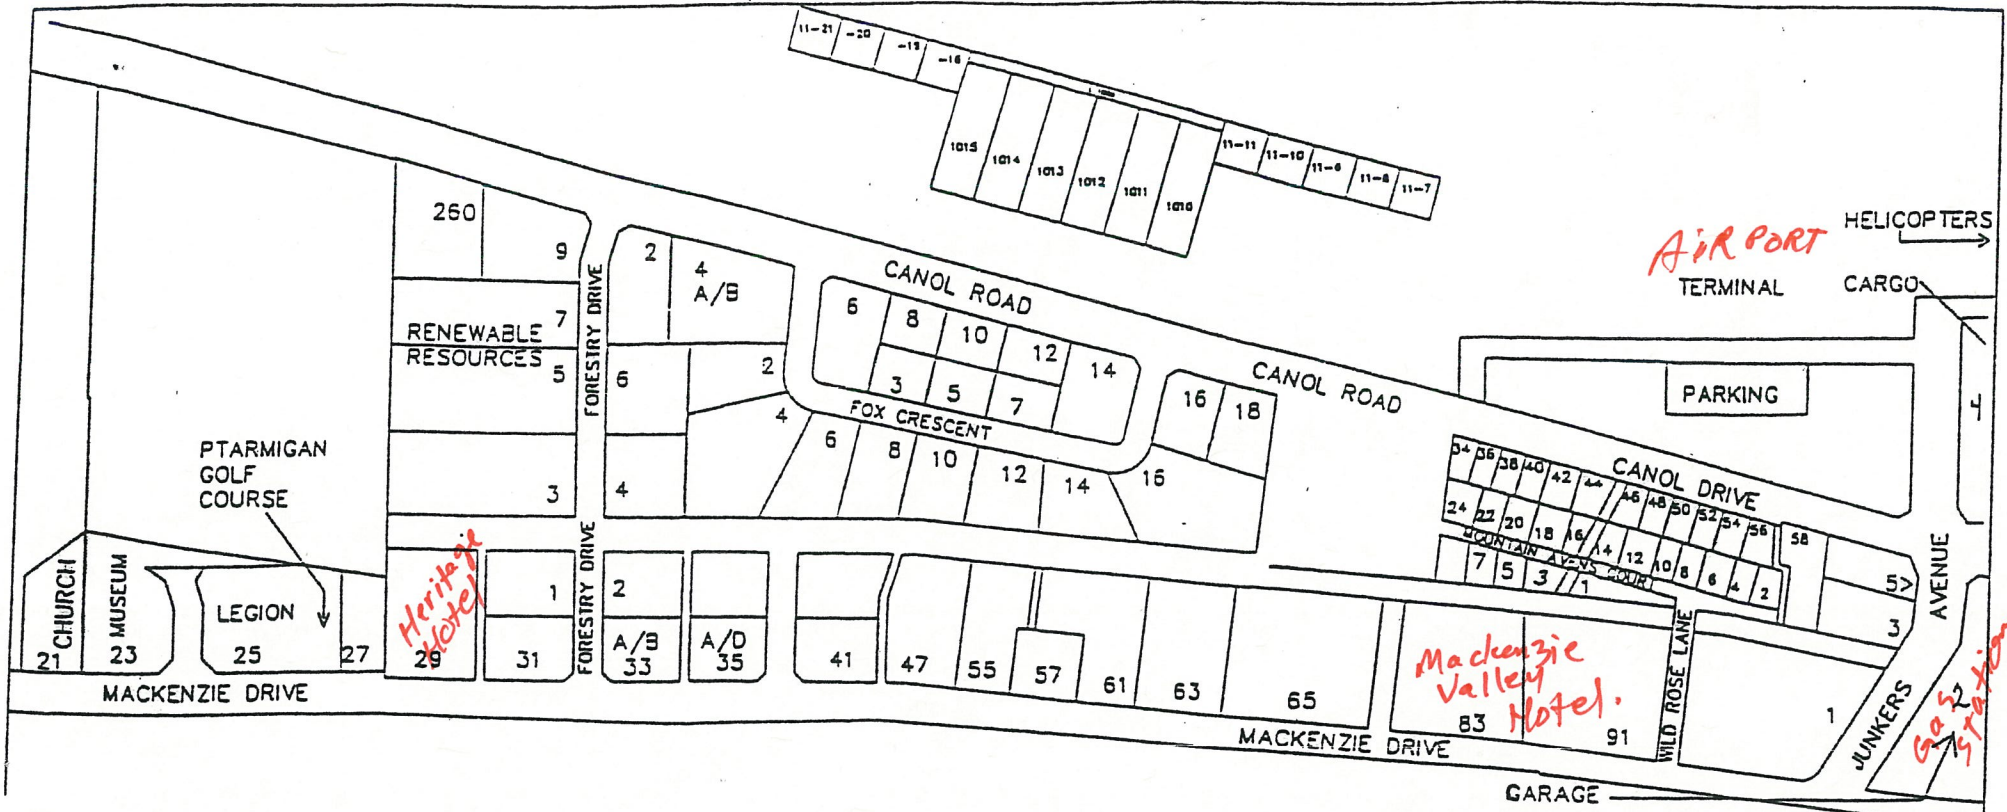 11-21 -20 -19 -16
1015 1014 1013 1012 1011 1010
11-11 11-10 11-8 11-7
HELICOPTERS
AiRPORT
TERMINAL
CARGO
260 9
2 4
A/B
CANOL ROAD
FORESTRY DRIVE
6 8 10 12 14
RENEWABLE 7
RESOURCES 5
3 5 7
CANOL ROAD
PARKING
4
6 2
4
FOX CRESCENT
16 18
6 8 10 12 14 16
3 4
PTARMIGAN
GOLF
COURSE
34 36 38 40 42 44 46 48 50 52 54 56 58
CANOL DRIVE
24 22 20 18 16 14 12 10 8 6 4 2
MOUNTAIN AVENS COURT
7 5 3 1
5>
3
AVENUE
CHURCH
MUSEUM
LEGION
Heritage
Hotel
FORESTRY DRIVE
1 2
21 23 25 27 29 31
A/B
33
A/D
35
41 47 55 57 61 63 65
Mackenzie
Valley
Hotel.
83 91
WILD ROSE LANE
1
JUNKERS
2
Gas
Station
MACKENZIE DRIVE
MACKENZIE DRIVE
GARAGE